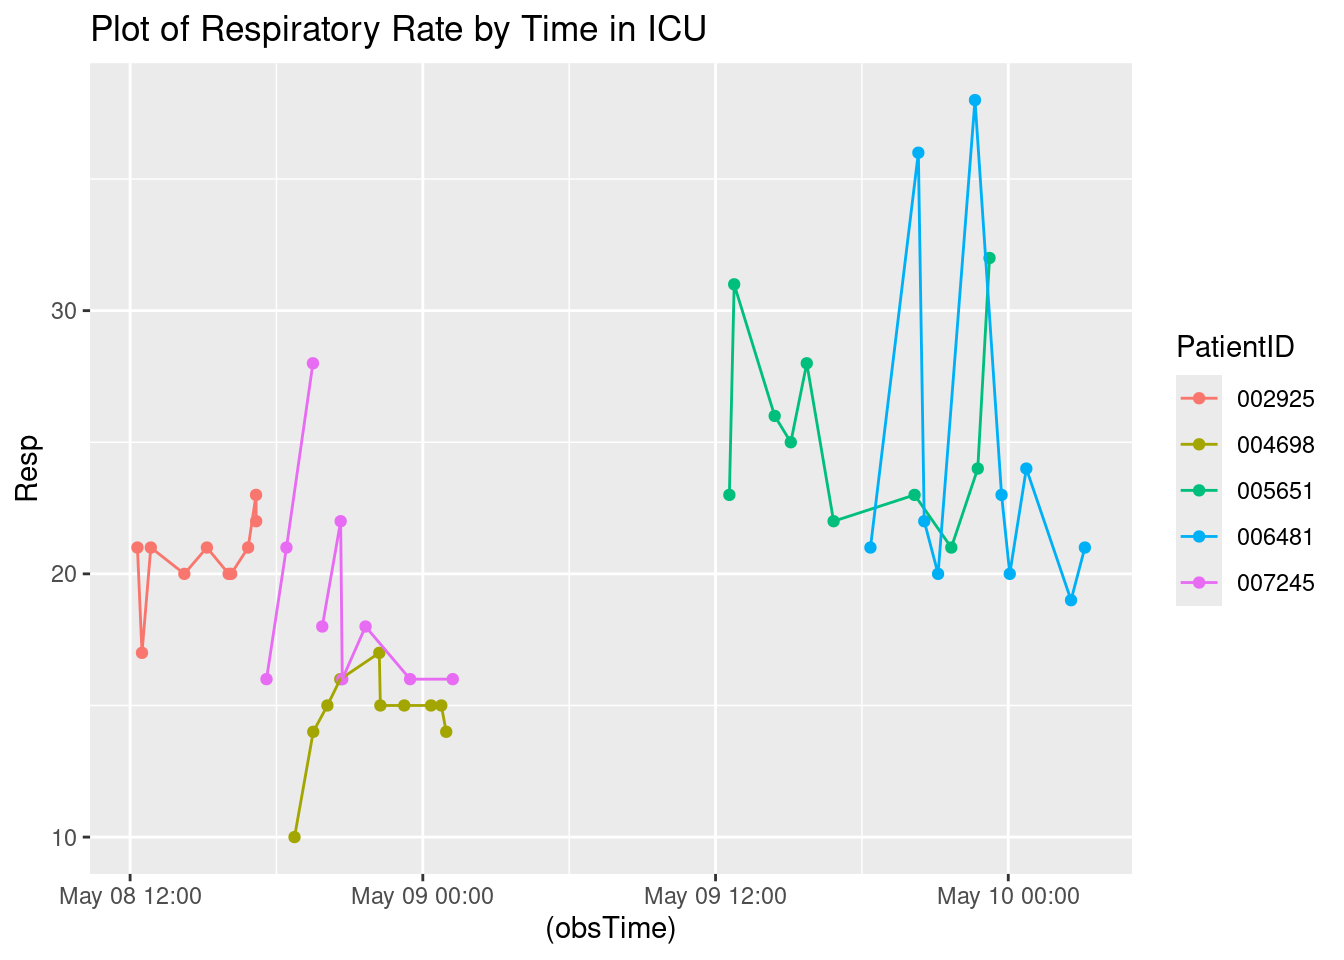 Plot of Respiratory Rate by Time in ICU
Resp
30
20
10
May 08 12:00
May 09 00:00
May 09 12:00
May 10 00:00
(obsTime)
PatientID
002925
004698
005651
006481
007245